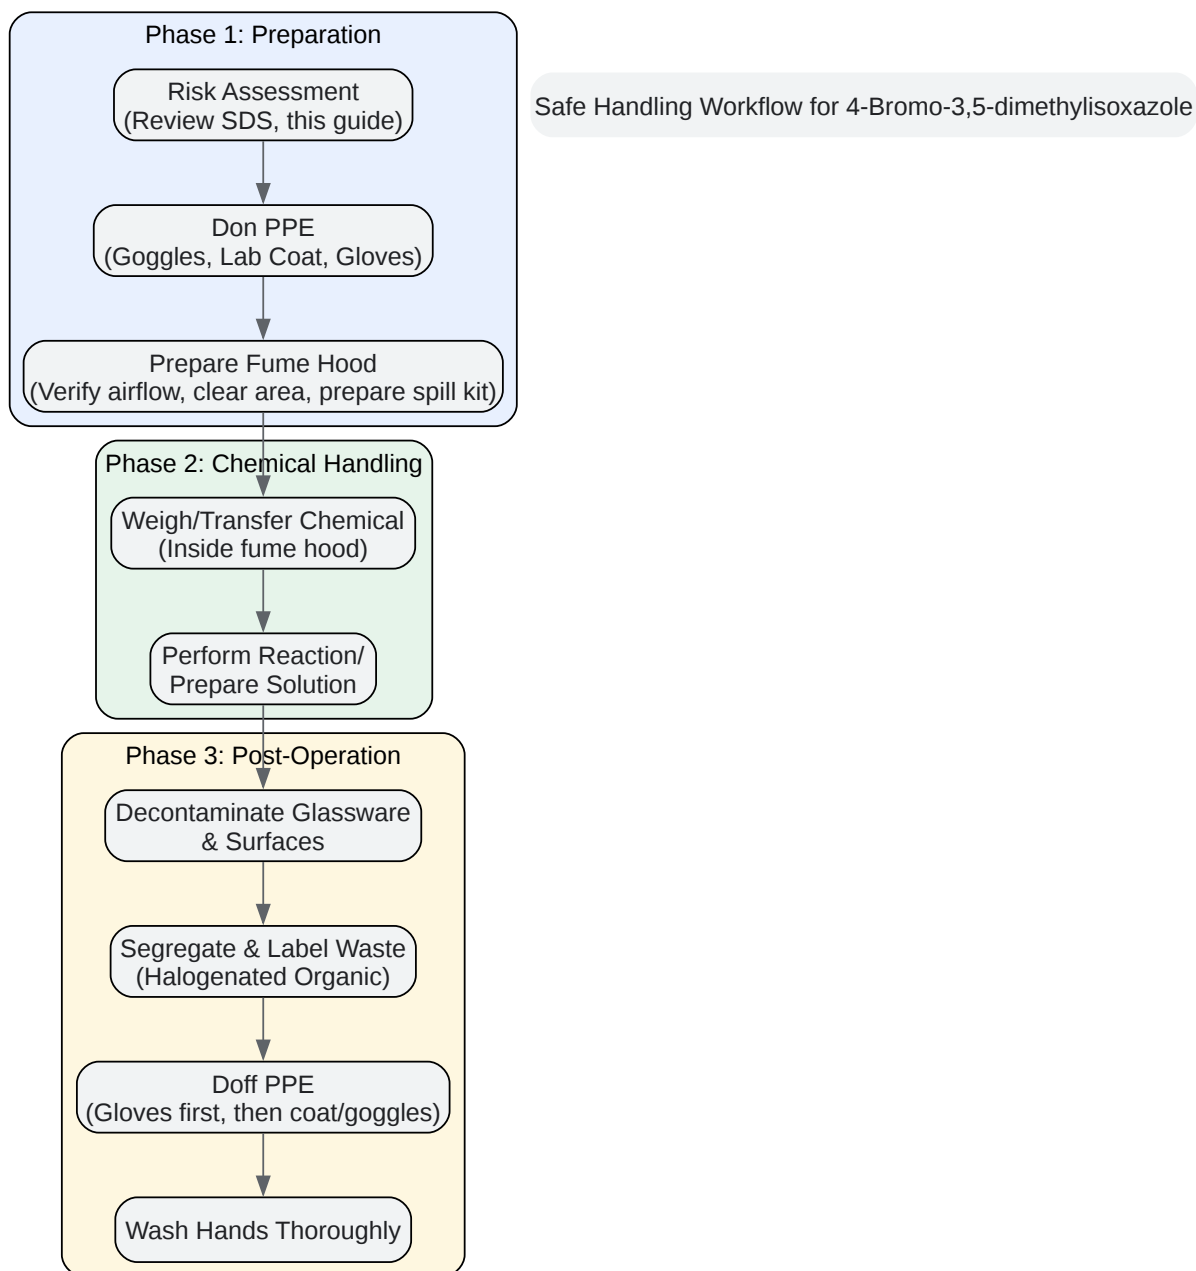 Phase 1: Preparation
Risk Assessment
(Review SDS, this guide)
Safe Handling Workflow for 4-Bromo-3,5-dimethylisoxazole
Don PPE
(Goggles, Lab Coat, Gloves)
Prepare Fume Hood
(Verify airflow, clear area, prepare spill kit)
Phase 2: Chemical Handling
Weigh/Transfer Chemical
(Inside fume hood)
Perform Reaction/
Prepare Solution
Phase 3: Post-Operation
Decontaminate Glassware
& Surfaces
Segregate & Label Waste
(Halogenated Organic)
Doff PPE
(Gloves first, then coat/goggles)
Wash Hands Thoroughly